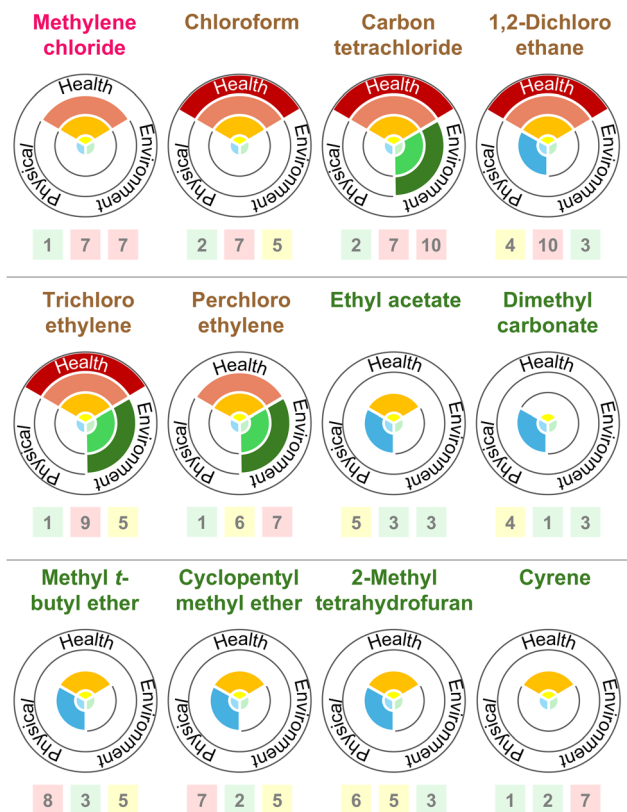 Methylene
chloride
Chloroform
Carbon
tetrachloride
1,2-Dichloro
ethane
Health
Environment
Physical
Health
Environment
Physical
Health
Environment
Physical
Health
Environment
Physical
1 7 7
2 7 5
2 7 10
4 10 3
Trichloro
ethylene
Perchloro
ethylene
Ethyl acetate
Dimethyl
carbonate
Health
Environment
Physical
Health
Environment
Physical
Health
Environment
Physical
Health
Environment
Physical
1 9 5
1 6 7
5 3 3
4 1 3
Methyl t-
butyl ether
Cyclopentyl
methyl ether
2-Methyl
tetrahydrofuran
Cyrene
Health
Environment
Physical
Health
Environment
Physical
Health
Environment
Physical
Health
Environment
Physical
8 3 5
7 2 5
6 5 3
1 2 7